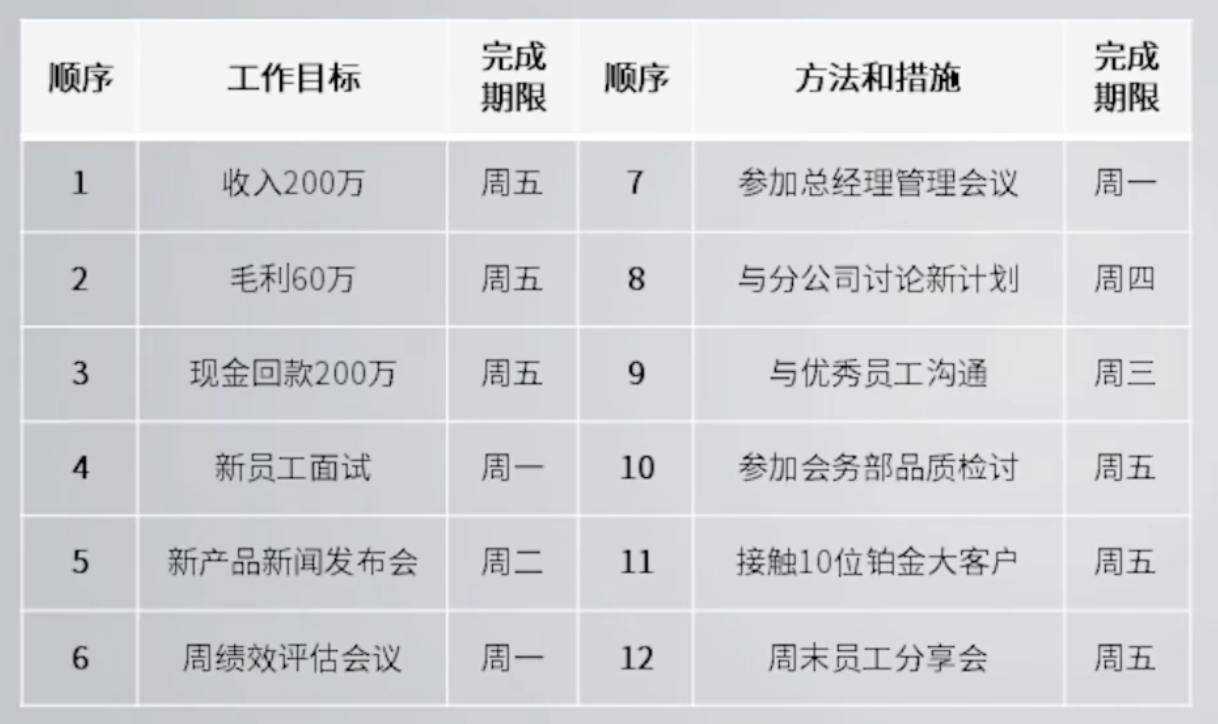 顺序 工作目标 完成期限 顺序 方法和措施 完成期限
1 收入200万 周五 7 参加总经理管理会议 周一
2 毛利60万 周五 8 与分公司讨论新计划 周四
3 现金回款200万 周五 9 与优秀员工沟通 周三
4 新员工面试 周一 10 参加会务部品质检讨 周五
5 新产品新闻发布会 周二 11 接触10位铂金大客户 周五
6 周绩效评估会议 周一 12 周末员工分享会 周五